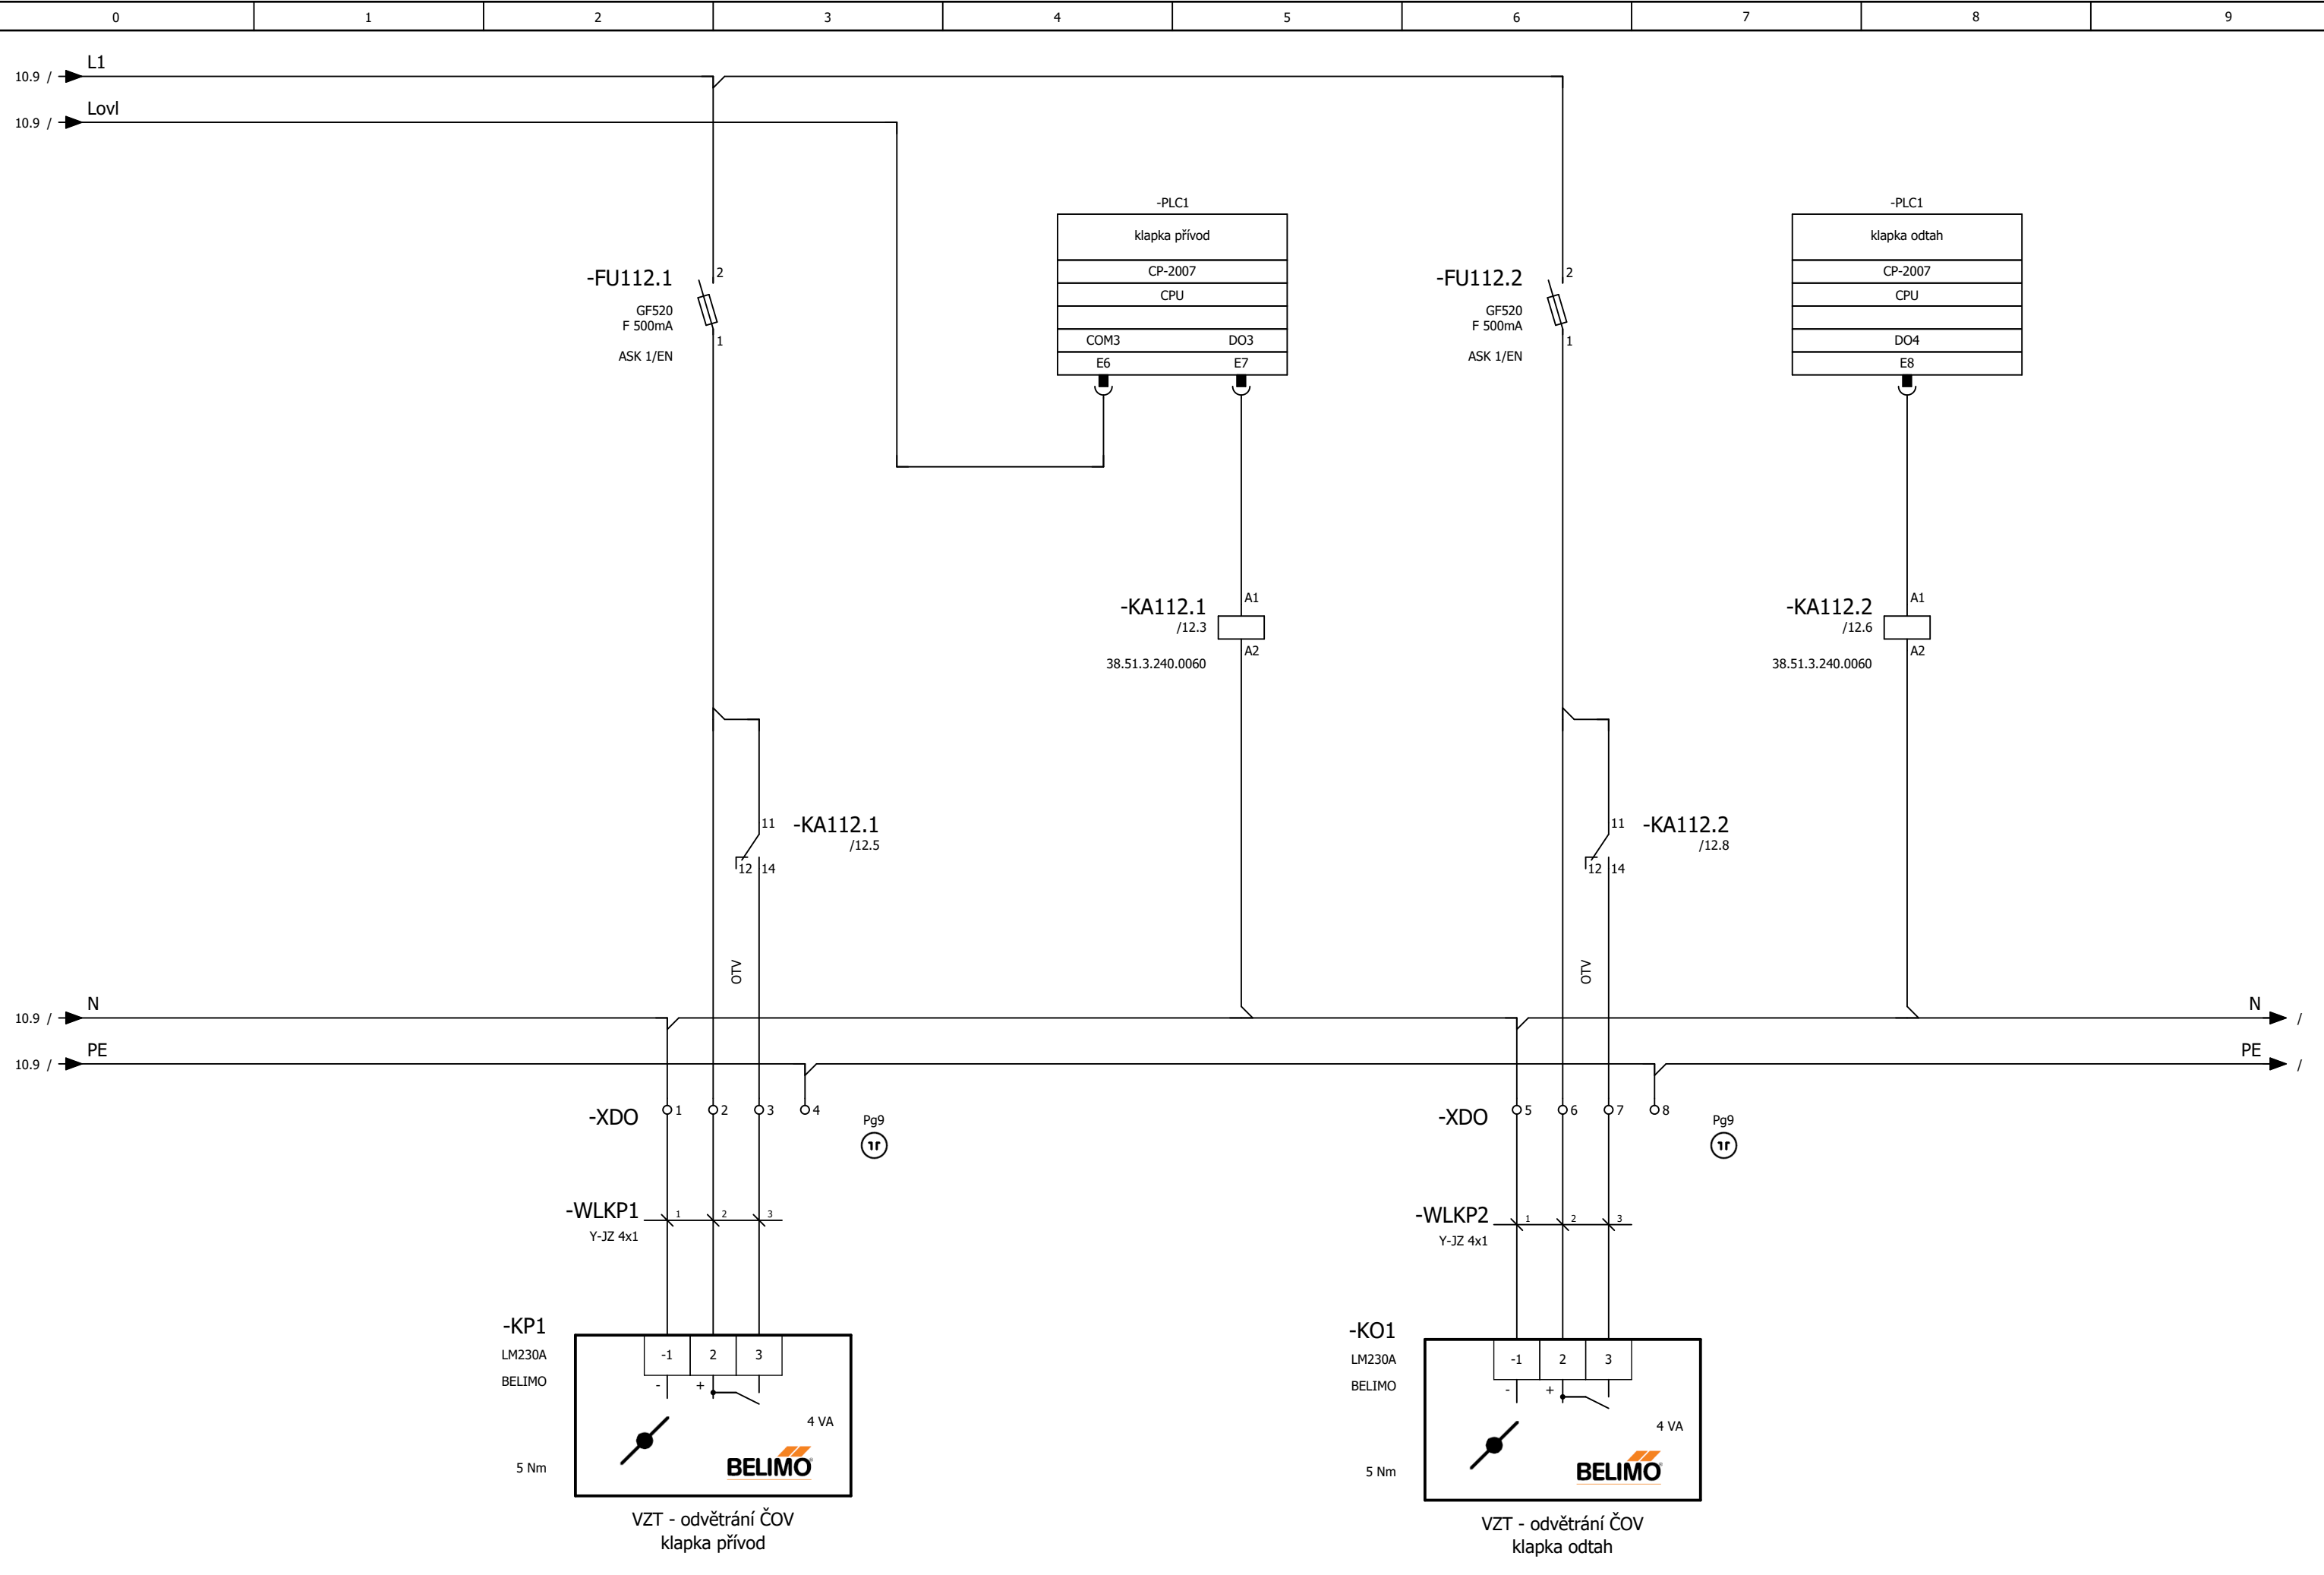 0 1 2 3 4 5 6 7 8 9
L1
10.9 /
Lovl
10.9 /
-PLC1
klapka přívod
CP-2007
CPU
COM3 DO3
E6 E7
-PLC1
klapka odtah
CP-2007
CPU
DO4
E8
-FU112.1
2
GF520
F 500mA
1
ASK 1/EN
-FU112.2
2
GF520
F 500mA
1
ASK 1/EN
-KA112.1
A1
/12.3
A2
38.51.3.240.0060
-KA112.2
A1
/12.6
A2
38.51.3.240.0060
11 -KA112.1
/12.5
12 14
11 -KA112.2
/12.8
12 14
OTV
OTV
N
10.9 /
N
/
PE
10.9 /
PE
/
-XDO 1 2 3 4
Pg9
-XDO 5 6 7 8
Pg9
-WLKP1 1 2 3
Y-JZ 4x1
-WLKP2 1 2 3
Y-JZ 4x1
-KP1
LM230A
BELIMO
-1 2 3
- +
4 VA
BELIMO
5 Nm
VZT - odvětrání ČOV
klapka přívod
-KO1
LM230A
BELIMO
-1 2 3
- +
4 VA
BELIMO
5 Nm
VZT - odvětrání ČOV
klapka odtah